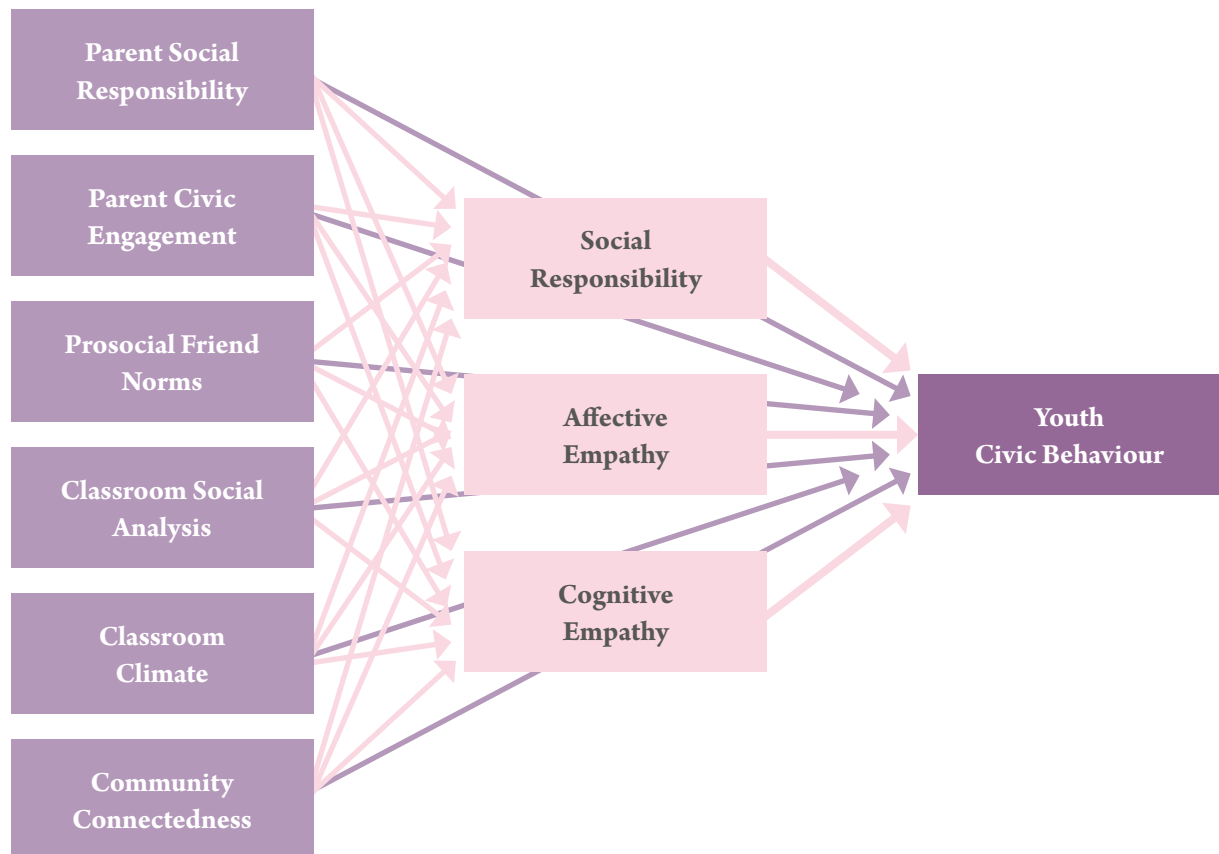 Parent Social
Responsibility
Parent Civic
Engagement
Prosocial Friend
Norms
Classroom Social
Analysis
Classroom
Climate
Community
Connectedness
Social
Responsibility
Affective
Empathy
Cognitive
Empathy
Youth
Civic Behaviour